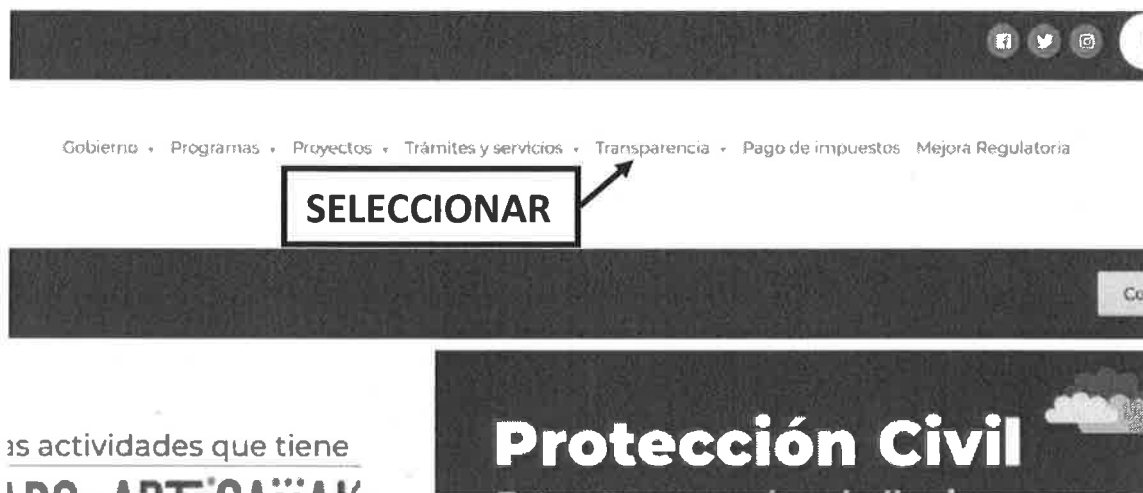 Gobierno Programas Proyectos Trámites y servicios Transparencia Pago de impuestos Mejora Regulatoria
SELECCIONAR
Co
as actividades que tiene
Protección Civil